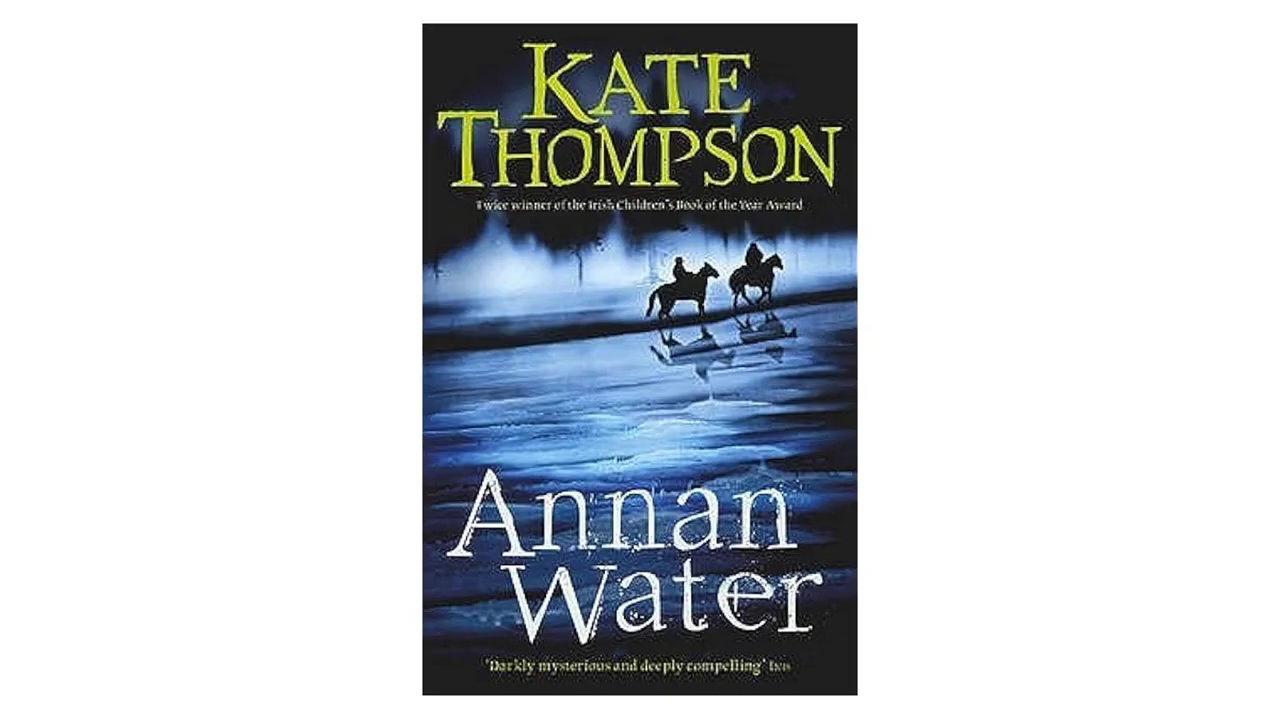 KATE
THOMPSON
Twice winner of the Irish Children's Book of the Year Award
Annan
Water
'Darkly mysterious and deeply compelling'